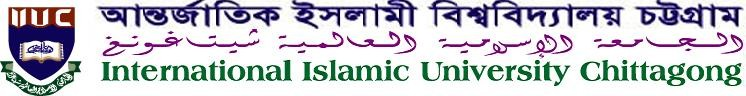 IIUC
আন্তর্জাতিক ইসলামী বিশ্ববিদ্যালয় চট্টগ্রাম
الجامعة الإسلامية العالمية شيتاغونغ
International Islamic University Chittagong